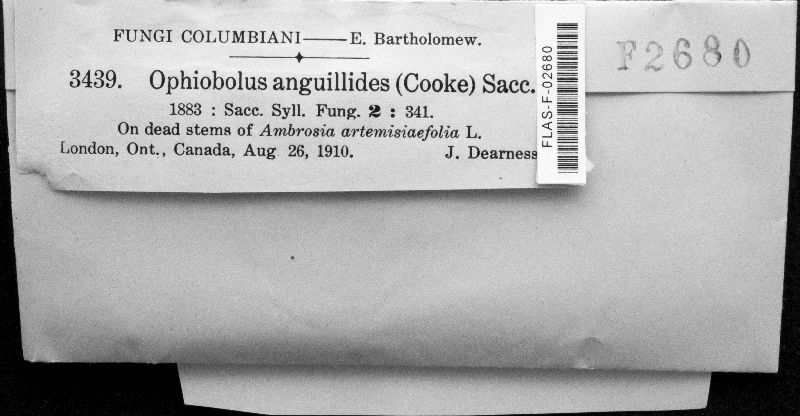 FUNGI COLUMBIANI——E. Bartholomew.
3439. Ophiobolus anguillides (Cooke) Sacc.
1883 : Sacc. Syll. Fung. 2 : 341.
On dead stems of Ambrosia artemisiaefolia L.
London, Ont., Canada, Aug 26, 1910. J. Dearness
FLAS-F-02680
F2680